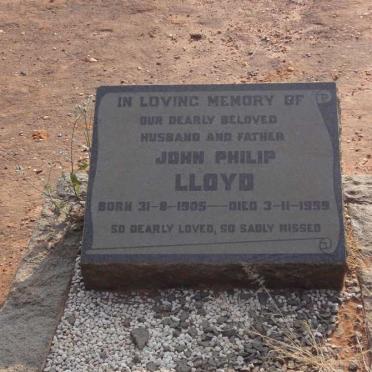 IN LOVING MEMORY OF
OUR DEARLY BELOVED
HUSBAND AND FATHER
JOHN PHILIP
LLOYD
BORN 31-8-1905 — DIED 3-11-1959
SO DEARLY LOVED, SO SADLY MISSED